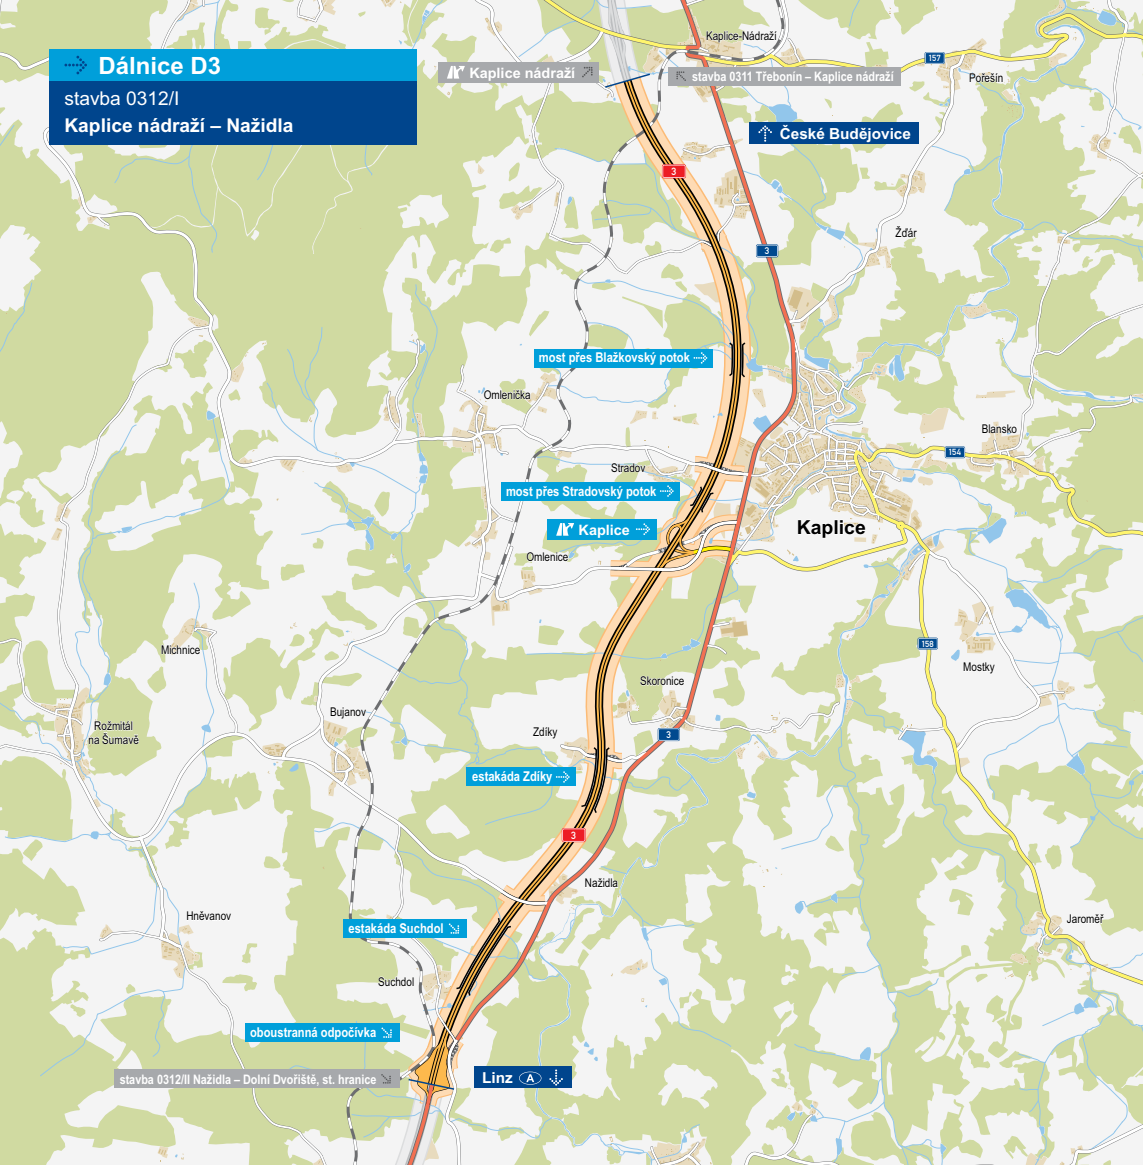 Dálnice D3
stavba 0312/I
Kaplice nádraží – Nažidla
Kaplice-Nádraží
Kaplice nádraží
stavba 0311 Třebonín – Kaplice nádraží
157
Pořešín
České Budějovice
3
Žďár
3
most přes Blažkovský potok
Omlenička
Blansko
154
Stradov
most přes Stradovský potok
Kaplice
Kaplice
Omlenice
Michnice
158
Mostky
Skoronice
Bujanov
Rožmitál
na Šumavě
Zdíky
3
estakáda Zdíky
3
Nažidla
Hněvanov
Jaroměř
estakáda Suchdol
Suchdol
oboustranná odpočívka
stavba 0312/II Nažidla – Dolní Dvořiště, st. hranice
Linz A